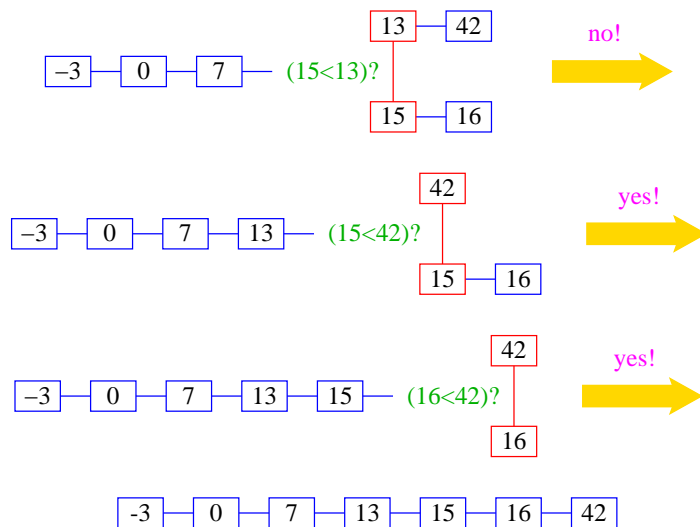 13 42 no!
−3 0 7 (15<13)?
15 16
42 yes!
−3 0 7 13 (15<42)?
15 16
42 yes!
−3 0 7 13 15 (16<42)?
16
-3 0 7 13 15 16 42